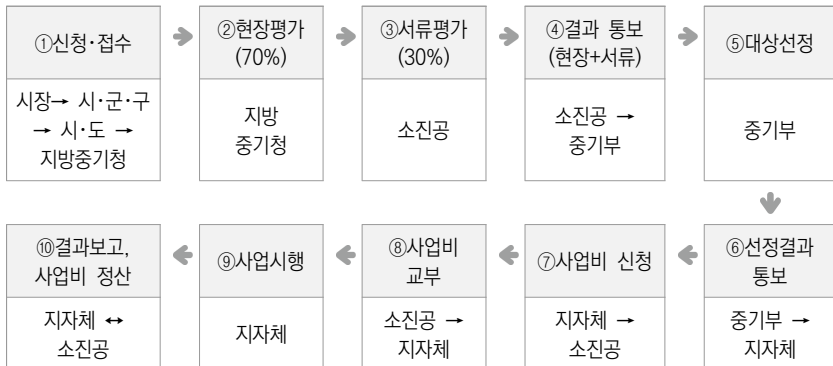 ①신청·접수
시장→ 시·군·구
→ 시·도 →
지방중기청
②현장평가
(70%)
지방
중기청
③서류평가
(30%)
소진공
④결과 통보
(현장+서류)
소진공 →
중기부
⑤대상선정
중기부
⑥선정결과
통보
중기부 →
지자체
⑦사업비 신청
지자체 →
소진공
⑧사업비
교부
소진공 →
지자체
⑨사업시행
지자체
⑩결과보고,
사업비 정산
지자체 ↔
소진공